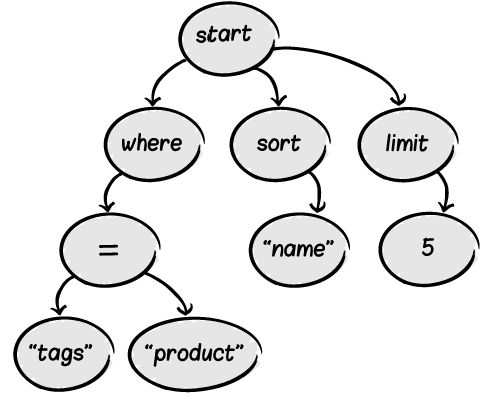 start
where
sort
limit
=
“name”
5
“tags”
“product”